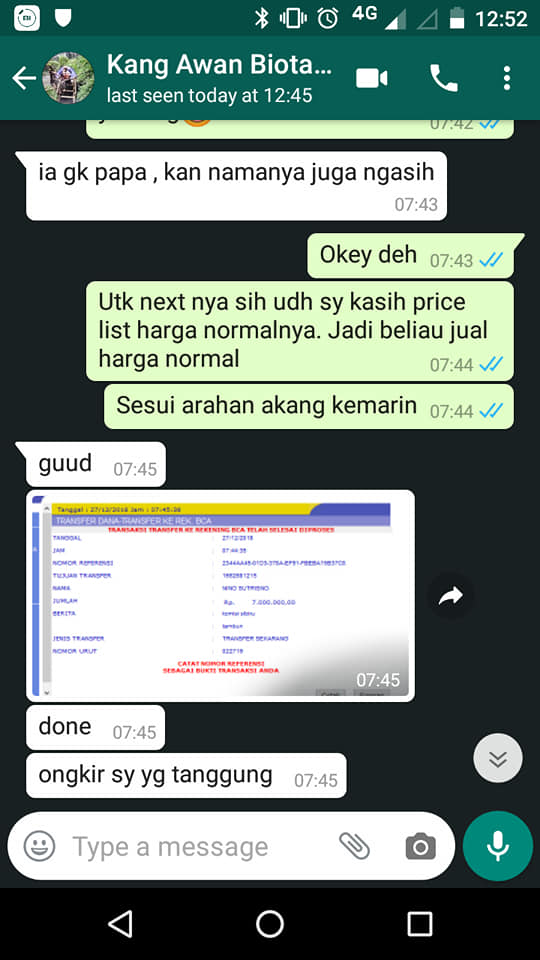 4G 12:52
Kang Awan Biota...
last seen today at 12:45
07:42
ia gk papa , kan namanya juga ngasih
07:43
Okey deh 07:43
Utk next nya sih udh sy kasih price
list harga normalnya. Jadi beliau jual
harga normal 07:44
Sesui arahan akang kemarin 07:44
guud 07:45
Tanggal : 27/12/2018 Jam : 07:45:38
TRANSFER DANA-TRANSFER KE REK. BCA
TRANSAKSI TRANSFER KE REKENING BCA TELAH SELESAI DIPROSES
TANGGAL : 27/12/2018
JAM : 07:44:35
NOMOR REFERENSI
TUJUAN TRANSFER : 1662881215
NAMA : NINO SUTRISNO
JUMLAH : Rp. 7.000.000,00
BERITA
JENIS TRANSFER : TRANSFER SEKARANG
NOMOR URUT : 022719
CATAT NOMOR REFERENSI
SEBAGAI BUKTI TRANSAKSI ANDA
07:45
done 07:45
ongkir sy yg tanggung 07:45
Type a message